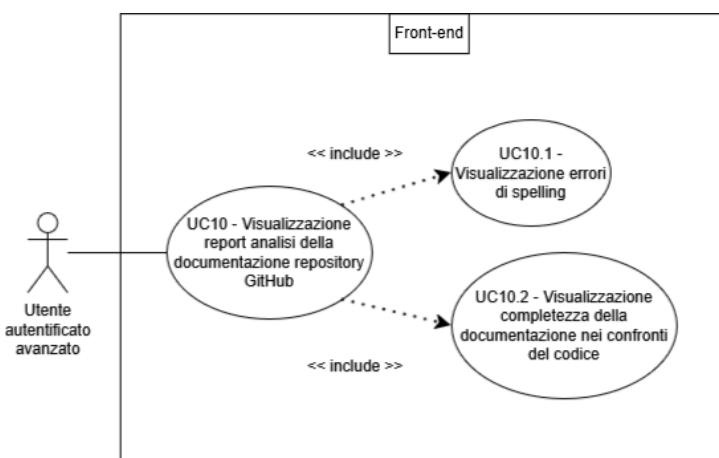 Front-end
<< include >>
UC10.1 -
Visualizzazione errori
di spelling
UC10 - Visualizzazione
report analisi della
documentazione repository
GitHub
Utente
autentificato
avanzato
UC10.2 - Visualizzazione
completezza della
documentazione nei confronti
del codice
<< include >>